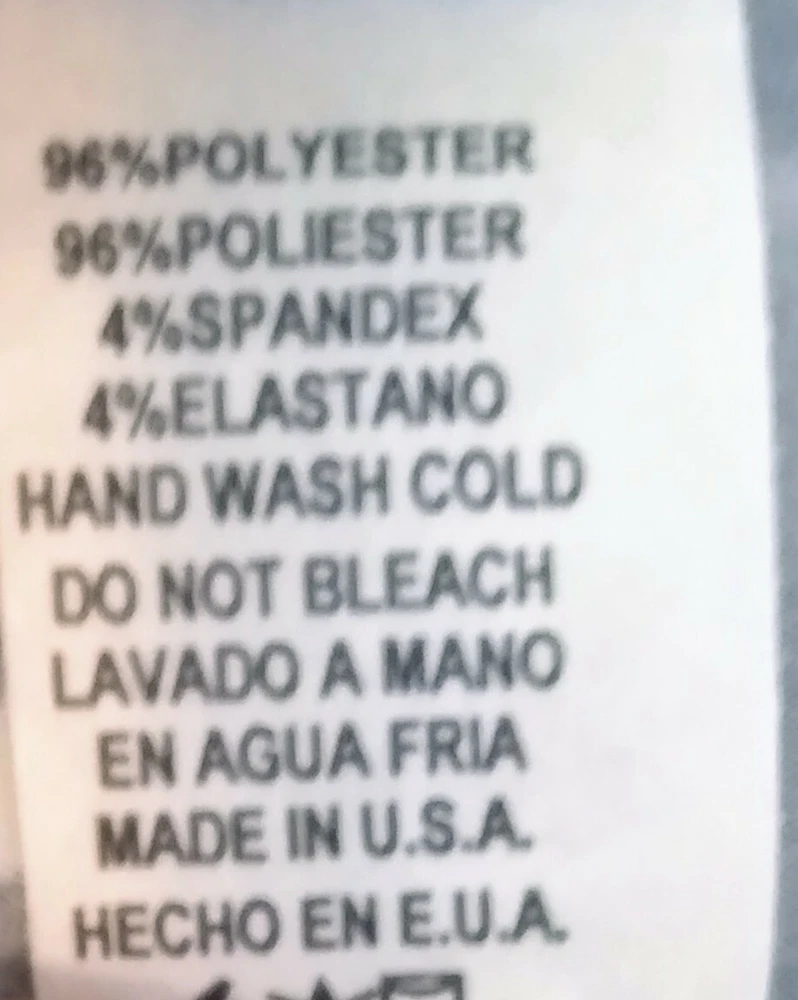 96%POLYESTER
96%POLIESTER
4%SPANDEX
4%ELASTANO
HAND WASH COLD
DO NOT BLEACH
LAVADO A MANO
EN AGUA FRIA
MADE IN U.S.A.
HECHO EN E.U.A.